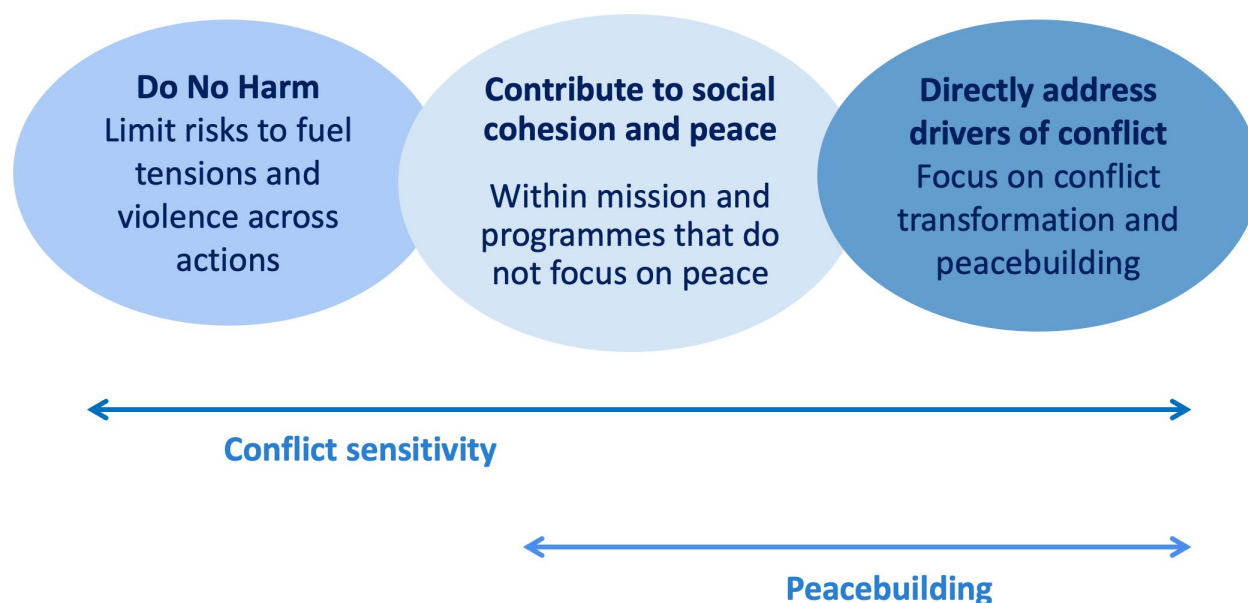 Do No Harm
Limit risks to fuel
tensions and
violence across
actions
Contribute to social
cohesion and peace
Within mission and
programmes that do
not focus on peace
Directly address
drivers of conflict
Focus on conflict
transformation and
peacebuilding
Conflict sensitivity
Peacebuilding